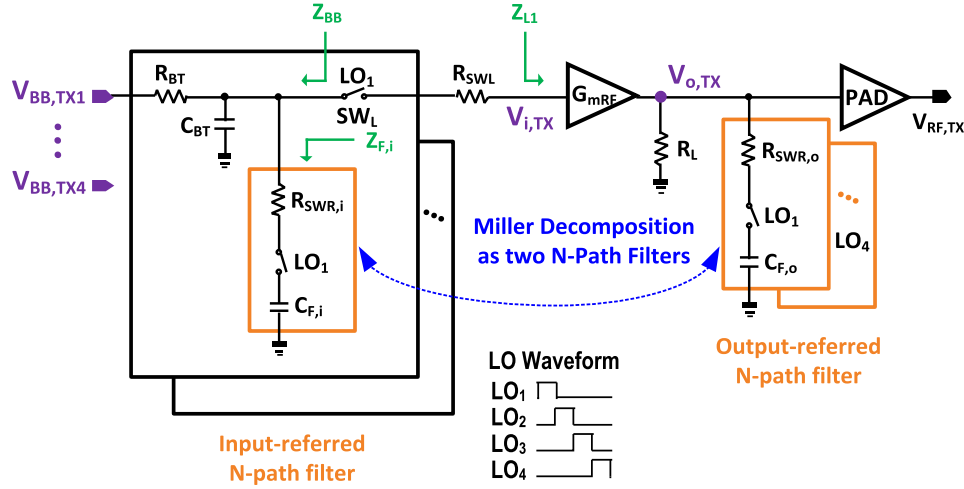 Z_BB
Z_L1
V_BB,TX1
R_BT
LO_1
SW_L
R_SWL
G_mRF
V_i,TX
V_o,TX
PAD
V_RF,TX
C_BT
Z_F,i
R_L
R_SWR,o
V_BB,TX4
R_SWR,i
LO_1
C_F,i
Miller Decomposition
as two N-Path Filters
LO_1
LO_4
C_F,o
Output-referred
N-path filter
LO Waveform
LO_1
LO_2
LO_3
LO_4
Input-referred
N-path filter